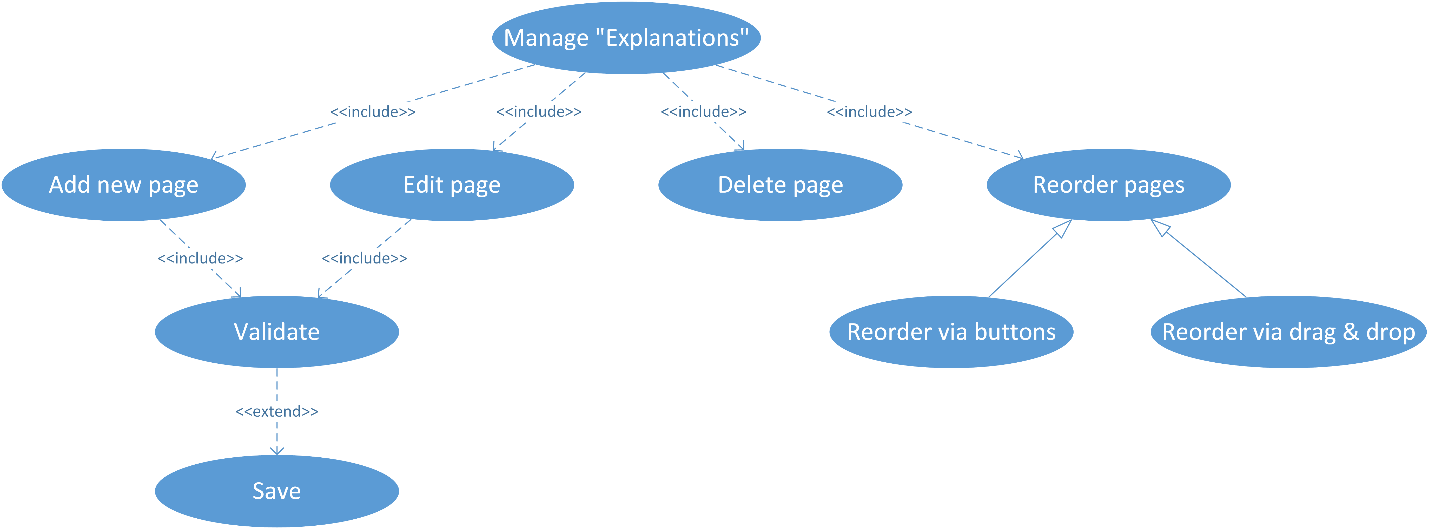 Manage "Explanations"
<<include>>
<<include>>
<<include>>
<<include>>
Add new page
Edit page
Delete page
Reorder pages
<<include>>
<<include>>
Validate
Reorder via buttons
Reorder via drag & drop
<<extend>>
Save